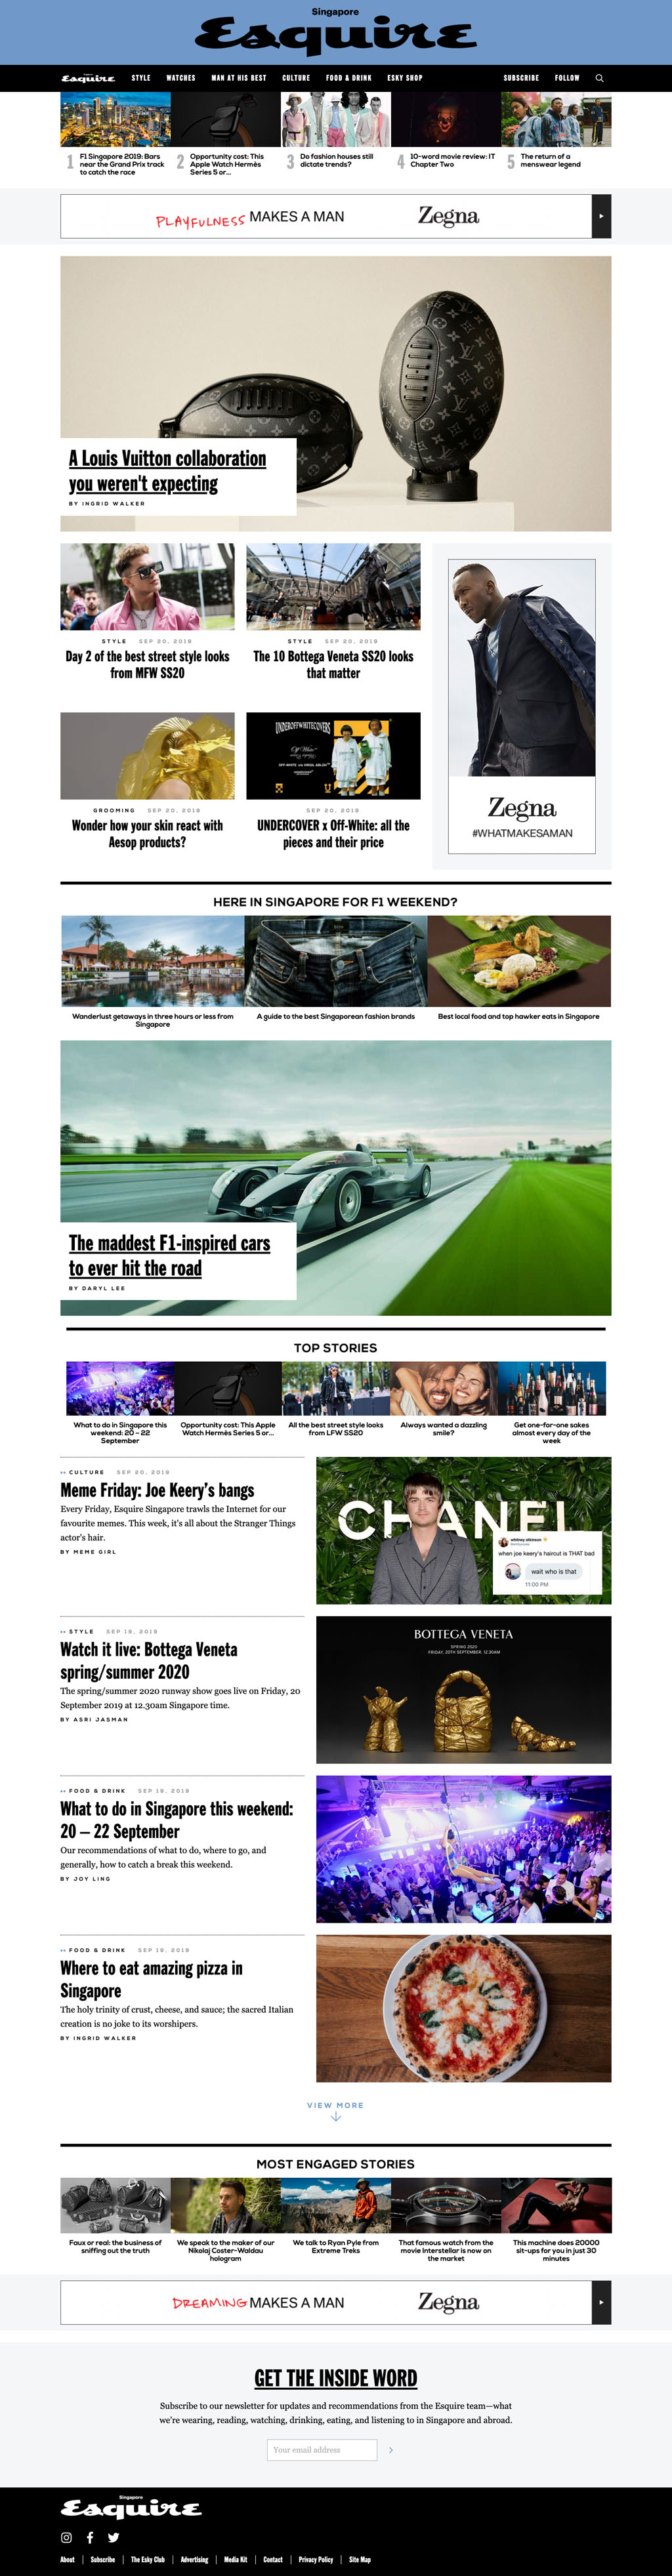 Singapore
Esquire
Esquire STYLE WATCHES MAN AT HIS BEST CULTURE FOOD & DRINK ESKY SHOP SUBSCRIBE FOLLOW
1 F1 Singapore 2019: Bars
near the Grand Prix track
to catch the race
2 Opportunity cost: This
Apple Watch Hermès
Series 5 or...
3 Do fashion houses still
dictate trends?
4 10-word movie review: IT
Chapter Two
5 The return of a
menswear legend
PLAYFULNESS MAKES A MAN Zegna
A Louis Vuitton collaboration
you weren't expecting
BY INGRID WALKER
STYLE SEP 20, 2019
Day 2 of the best street style looks
from MFW SS20
STYLE SEP 20, 2019
The 10 Bottega Veneta SS20 looks
that matter
GROOMING SEP 20, 2019
Wonder how your skin react with
Aesop products?
UNDEROFFWHITECOVERS
Off-White
SEP 20, 2019
UNDERCOVER x Off-White: all the
pieces and their price
Zegna
#WHATMAKESAMAN
HERE IN SINGAPORE FOR F1 WEEKEND?
Wanderlust getaways in three hours or less from
Singapore
A guide to the best Singaporean fashion brands
Best local food and top hawker eats in Singapore
The maddest F1-inspired cars
to ever hit the road
BY DARYL LEE
TOP STORIES
What to do in Singapore this
weekend: 20 – 22
September
Opportunity cost: This Apple
Watch Hermès Series 5 or...
All the best street style looks
from LFW SS20
Always wanted a dazzling
smile?
Get one-for-one sakes
almost every day of the
week
CULTURE SEP 20, 2019
Meme Friday: Joe Keery’s bangs
Every Friday, Esquire Singapore trawls the Internet for our
favourite memes. This week, it's all about the Stranger Things
actor's hair.
BY MEME GIRL
CHANEL
whitney atkinson
when joe keery's haircut is THAT bad
wait who is that
11:00 PM
STYLE SEP 19, 2019
Watch it live: Bottega Veneta
spring/summer 2020
The spring/summer 2020 runway show goes live on Friday, 20
September 2019 at 12.30am Singapore time.
BY ASRI JASMAN
BOTTEGA VENETA
SPRING 2020
FRIDAY, 20TH SEPTEMBER. 12.30AM
FOOD & DRINK SEP 19, 2019
What to do in Singapore this weekend:
20 – 22 September
Our recommendations of what to do, where to go, and
generally, how to catch a break this weekend.
BY JOY LING
FOOD & DRINK SEP 19, 2019
Where to eat amazing pizza in
Singapore
The holy trinity of crust, cheese, and sauce; the sacred Italian
creation is no joke to its worshipers.
BY INGRID WALKER
VIEW MORE
MOST ENGAGED STORIES
Faux or real: the business of
sniffing out the truth
We speak to the maker of our
Nikolaj Coster-Waldau
hologram
We talk to Ryan Pyle from
Extreme Treks
That famous watch from the
movie Interstellar is now on
the market
This machine does 20000
sit-ups for you in just 30
minutes
DREAMING MAKES A MAN Zegna
GET THE INSIDE WORD
Subscribe to our newsletter for updates and recommendations from the Esquire team—what
we're wearing, reading, watching, drinking, eating, and listening to in Singapore and abroad.
Your email address
Singapore
Esquire
About | Subscribe | The Esky Club | Advertising | Media Kit | Contact | Privacy Policy | Site Map